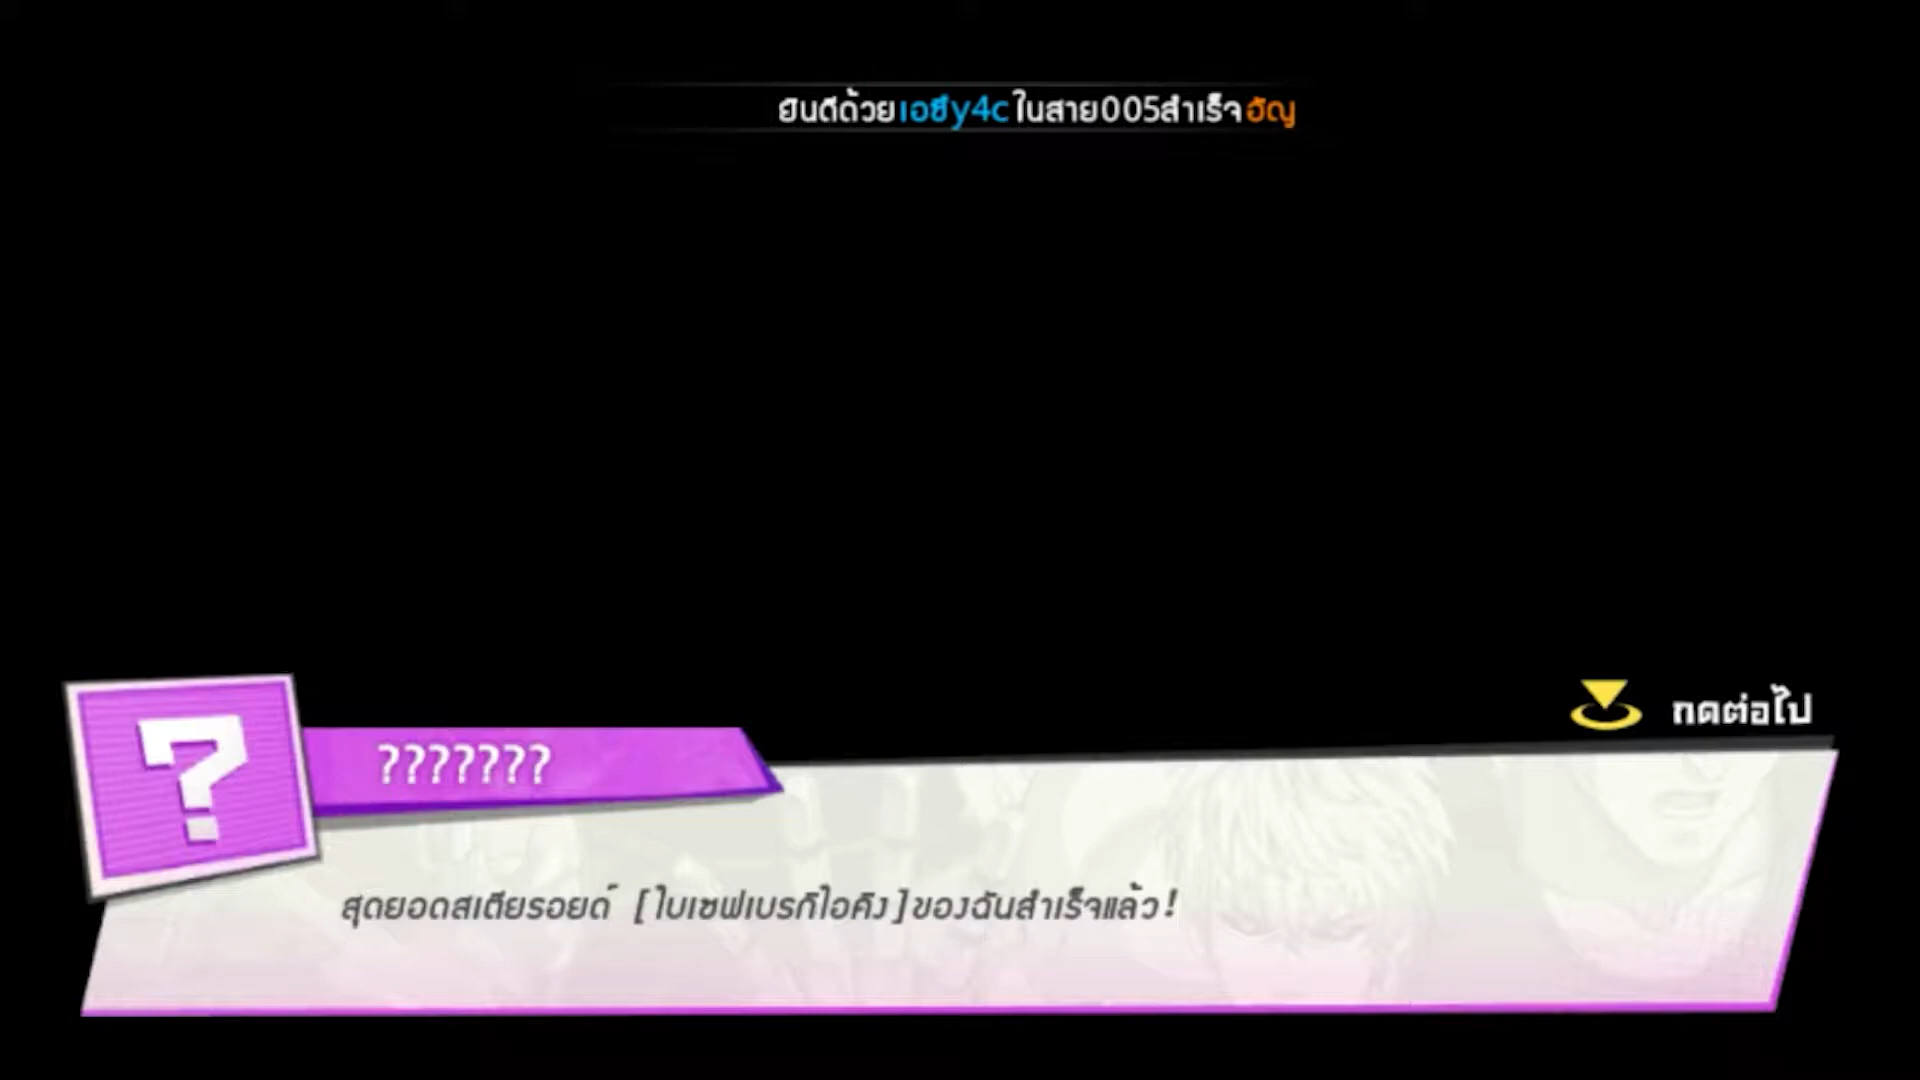 ยินดีด้วยเอซีy4cในสาย005สำเร็จอัญ
กดต่อไป
???????
สุดยอดสเตียรอยด์ [ไบเซฟเบรกิไอคิง]ของฉันสำเร็จแล้ว!